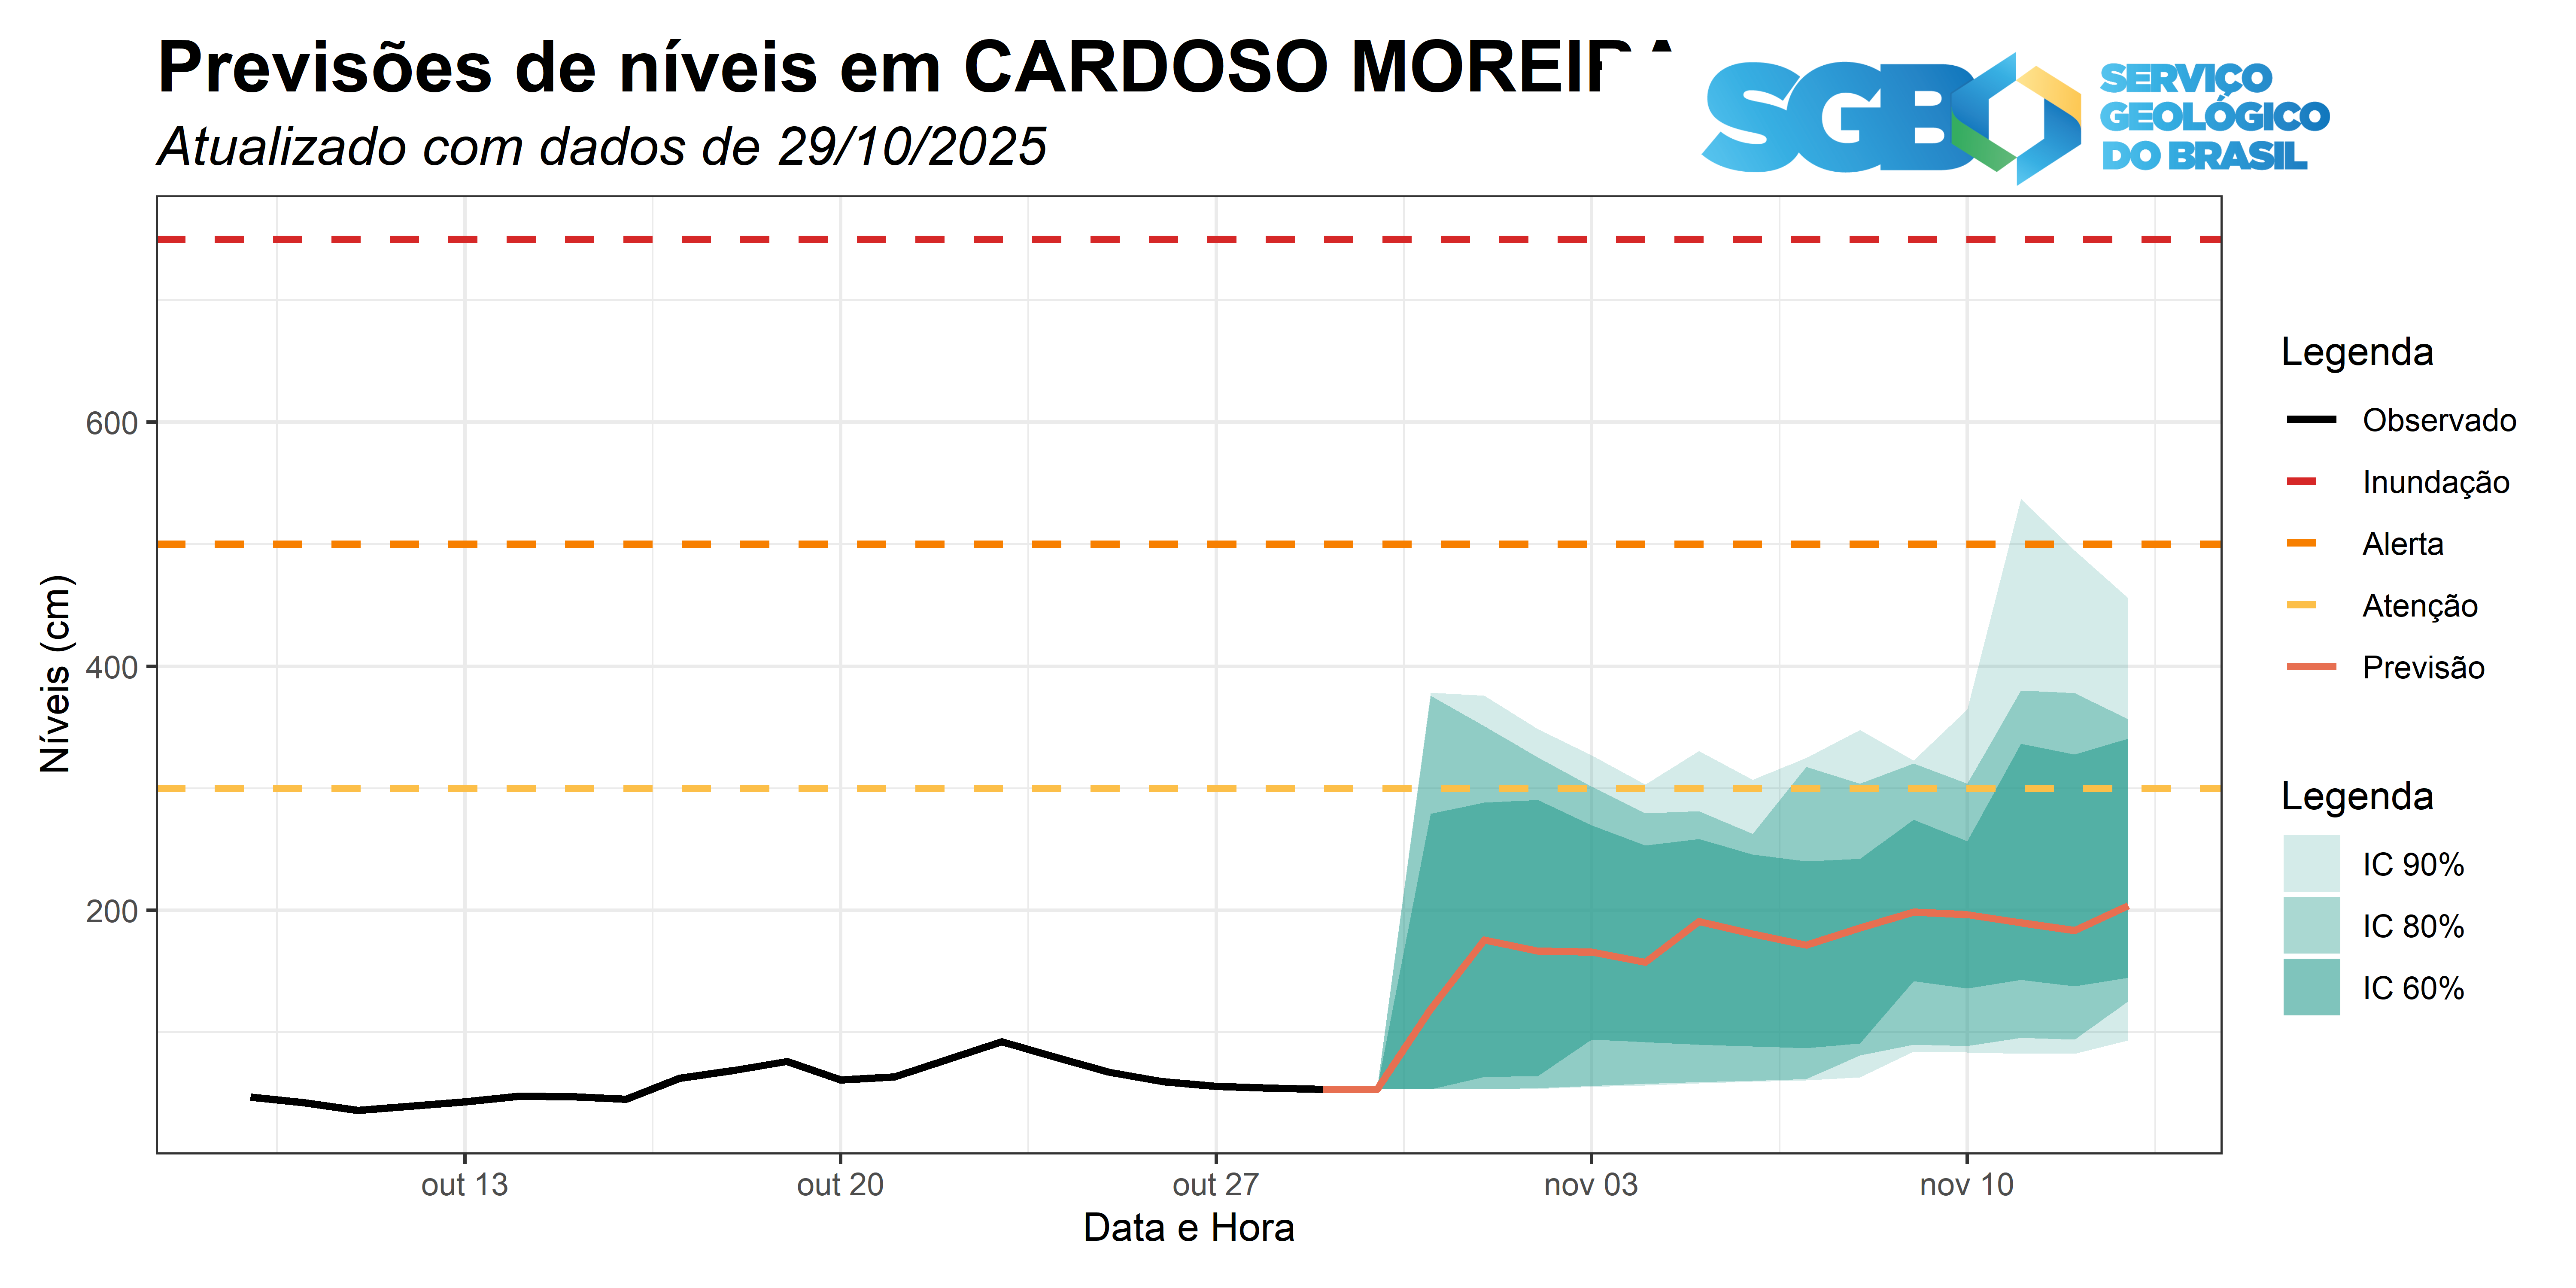 Previsões de níveis em CARDOSO MOREIRA
Atualizado com dados de 29/10/2025
SGB
SERVIÇO
GEOLÓGICO
DO BRASIL
Níveis (cm)
600
400
200
out 13
out 20
out 27
nov 03
nov 10
Data e Hora
Legenda
Observado
Inundação
Alerta
Atenção
Previsão
Legenda
IC 90%
IC 80%
IC 60%